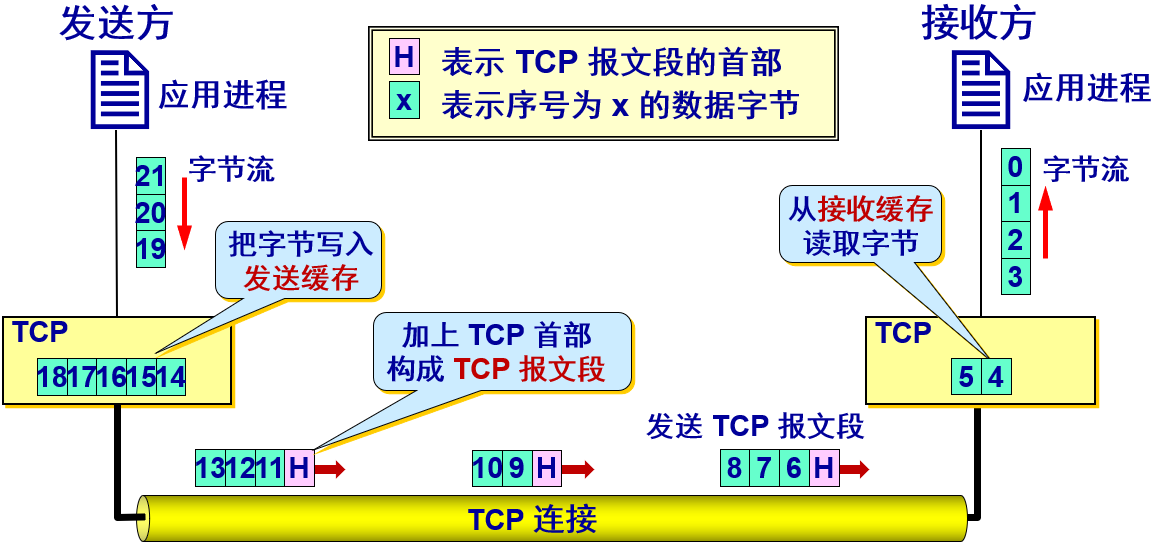 发送方
接收方
H 表示 TCP 报文段的首部
x 表示序号为 x 的数据字节
应用进程
应用进程
21
20
19
字节流
0
1
2
3
字节流
把字节写入
发送缓存
从接收缓存
读取字节
TCP
18 17 16 15 14
加上 TCP 首部
构成 TCP 报文段
TCP
5 4
发送 TCP 报文段
13 12 11 H
10 9 H
8 7 6 H
TCP 连接